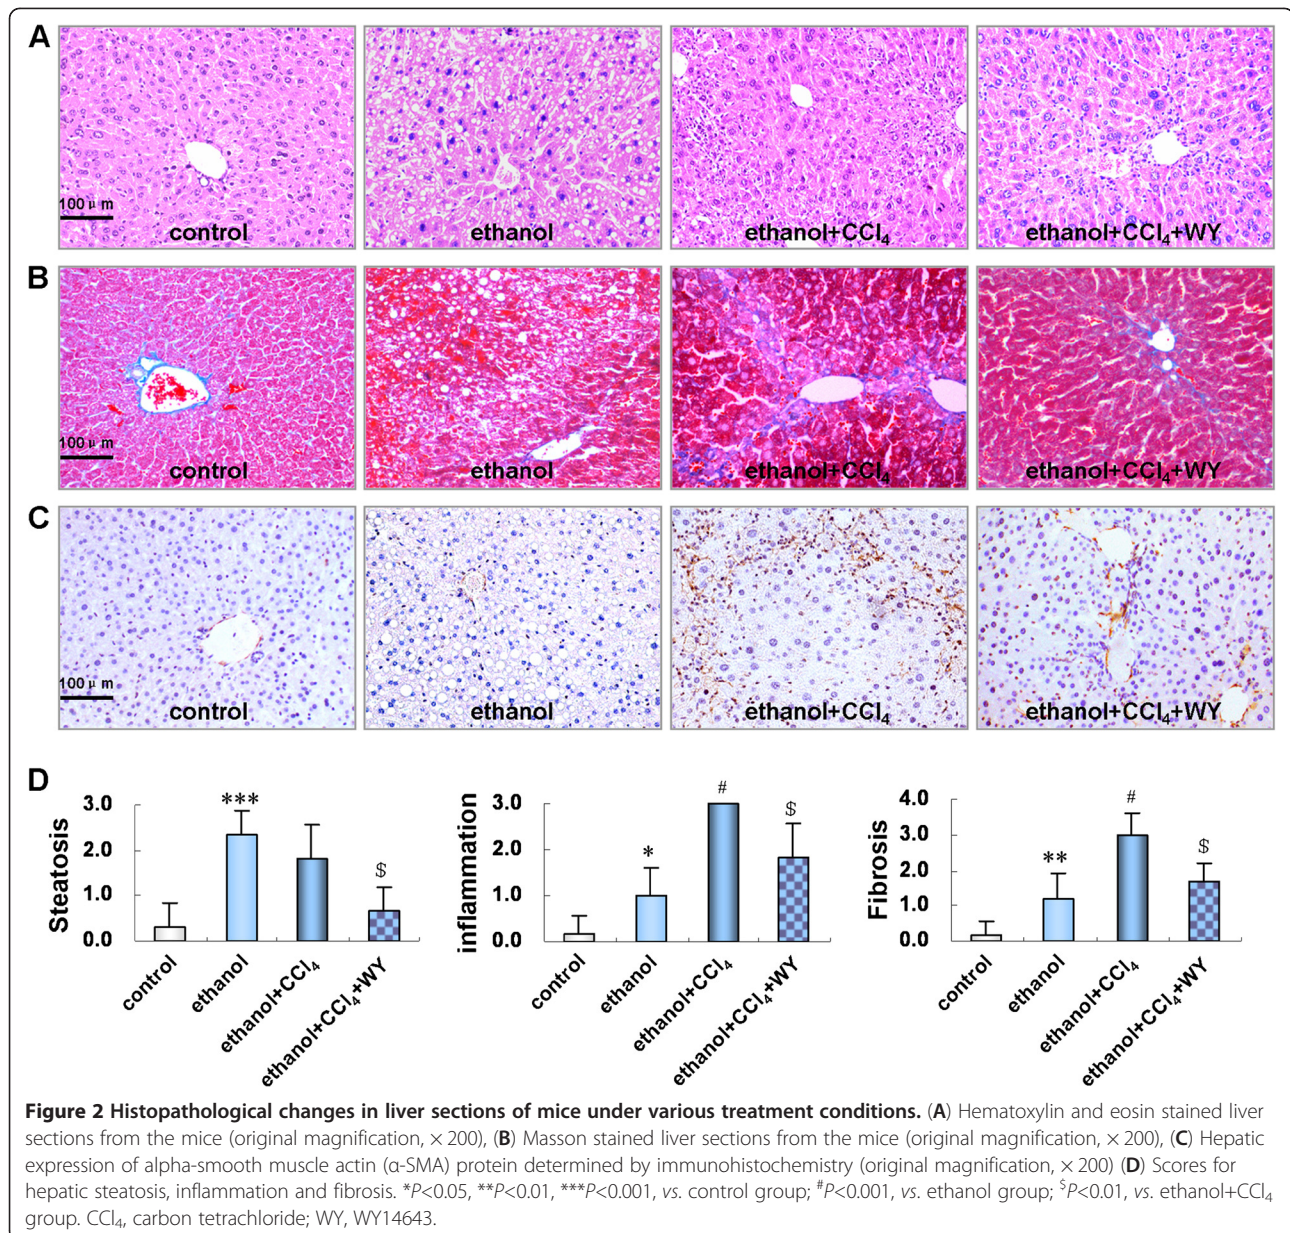 A
100 μm
control
ethanol
ethanol+CCl₄
ethanol+CCl₄+WY
B
100 μm
control
ethanol
ethanol+CCl₄
ethanol+CCl₄+WY
C
100 μm
control
ethanol
ethanol+CCl₄
ethanol+CCl₄+WY
D
Steatosis
3.0
2.0
1.0
0.0
***
$
control
ethanol
ethanol+CCl₄
ethanol+CCl₄+WY
inflammation
3.0
2.0
1.0
0.0
*
#
$
control
ethanol
ethanol+CCl₄
ethanol+CCl₄+WY
Fibrosis
4.0
3.0
2.0
1.0
0.0
**
#
$
control
ethanol
ethanol+CCl₄
ethanol+CCl₄+WY
Figure 2 Histopathological changes in liver sections of mice under various treatment conditions. (A) Hematoxylin and eosin stained liver
sections from the mice (original magnification, × 200), (B) Masson stained liver sections from the mice (original magnification, × 200), (C) Hepatic
expression of alpha-smooth muscle actin (α-SMA) protein determined by immunohistochemistry (original magnification, × 200) (D) Scores for
hepatic steatosis, inflammation and fibrosis. *P<0.05, **P<0.01, ***P<0.001, vs. control group; #P<0.001, vs. ethanol group; $P<0.01, vs. ethanol+CCl₄
group. CCl₄, carbon tetrachloride; WY, WY14643.